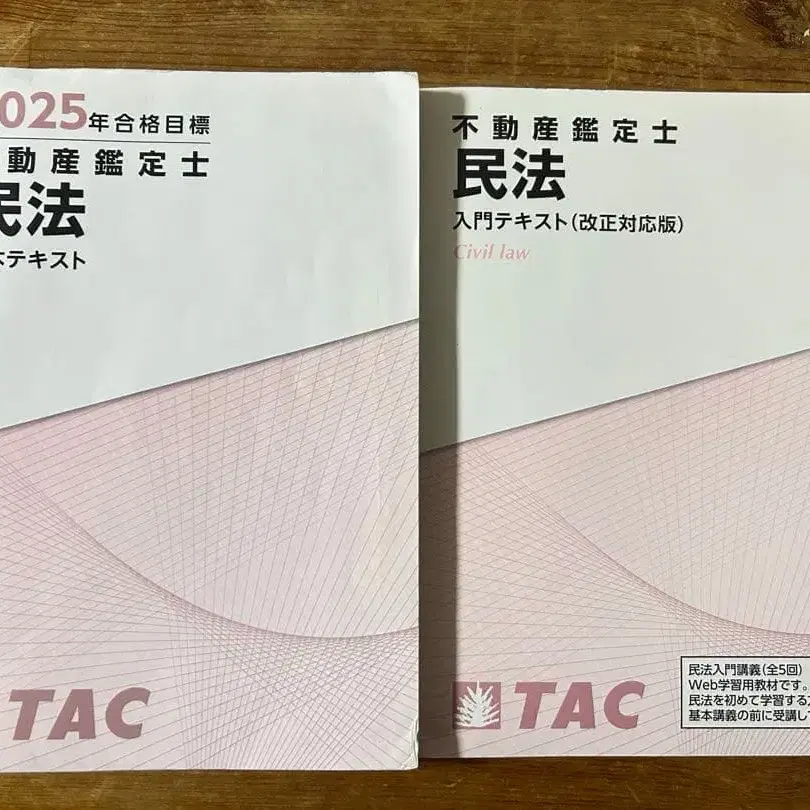 2025年合格目標
動産鑑定士
民法
本テキスト
TAC
不動産鑑定士
民法
入門テキスト(改正対応版)
Civil law
TAC
民法入門講義(全5回)
Web学習用教材です。
民法を初めて学習する
基本講義の前に受講し